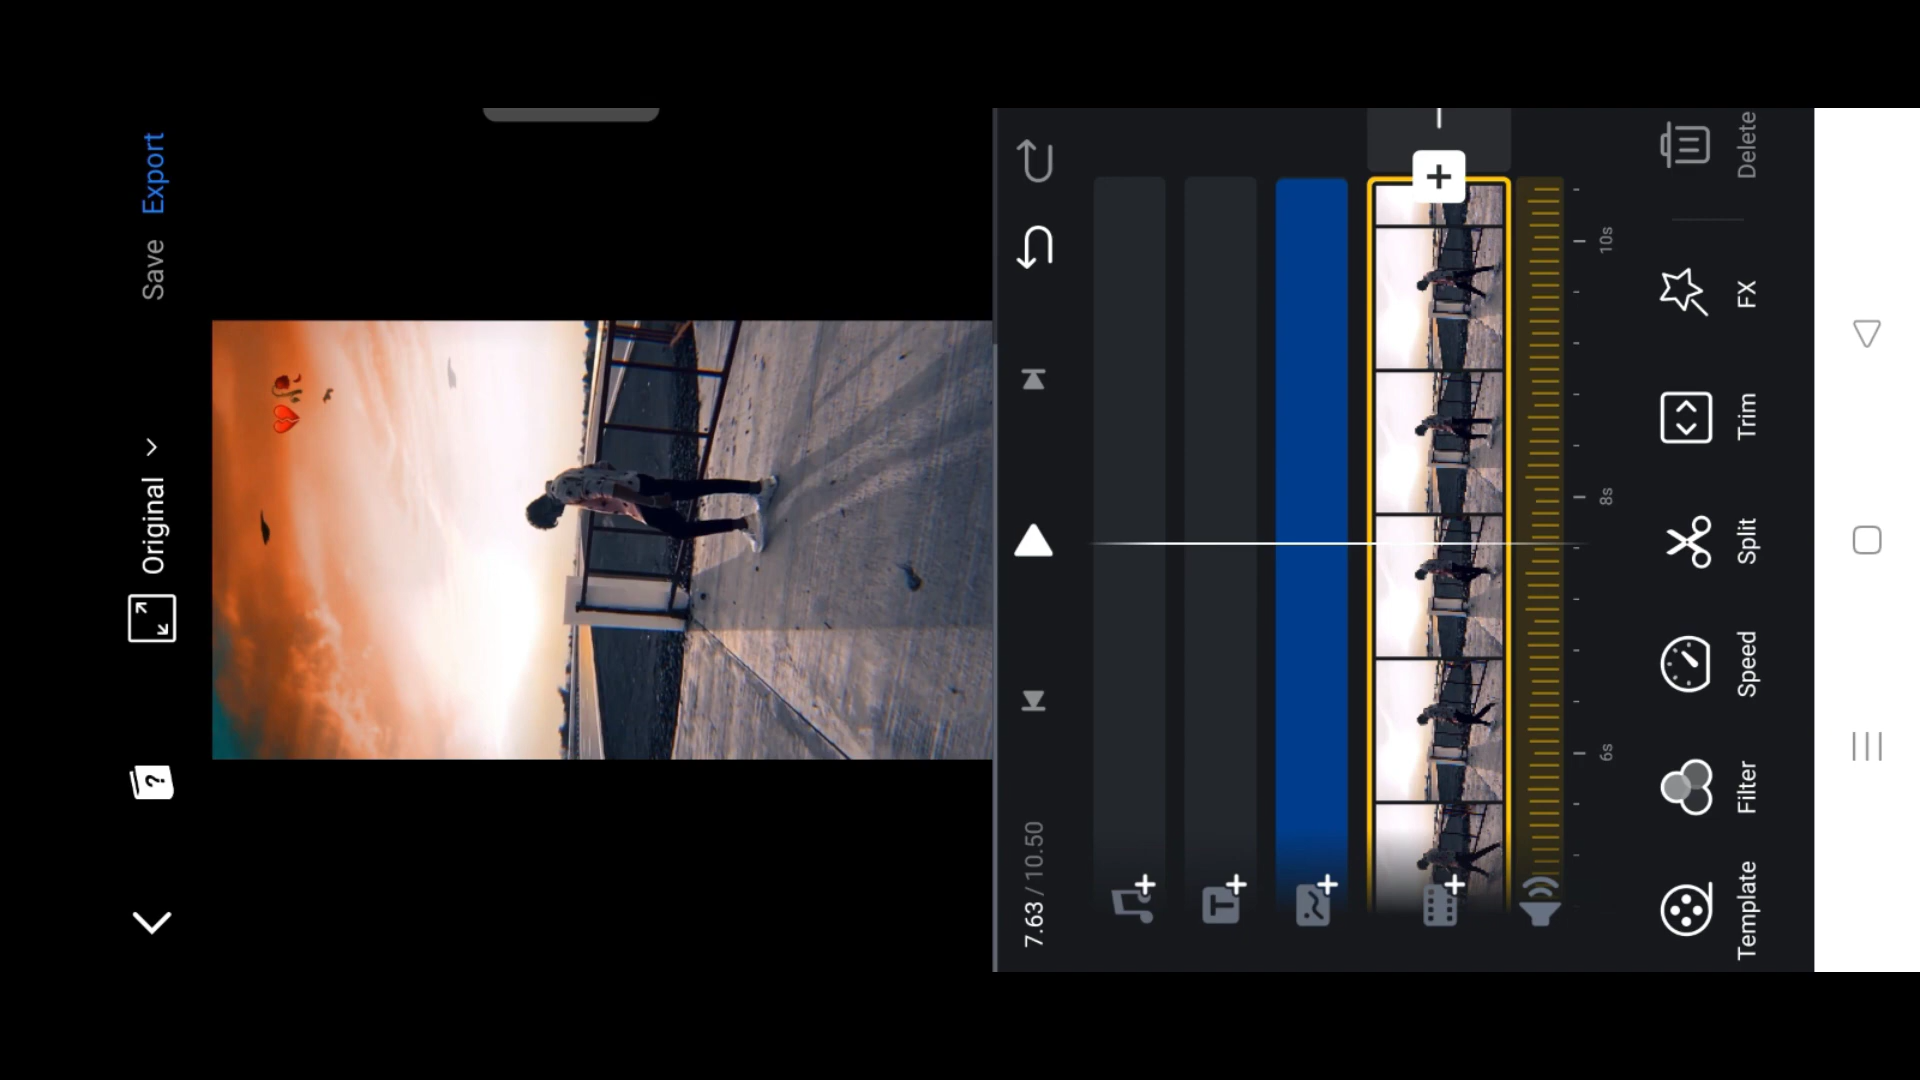 Original
Save
Export
7.63 / 10.50
T
6s
8s
10s
Template
Filter
Speed
Split
Trim
FX
Delete